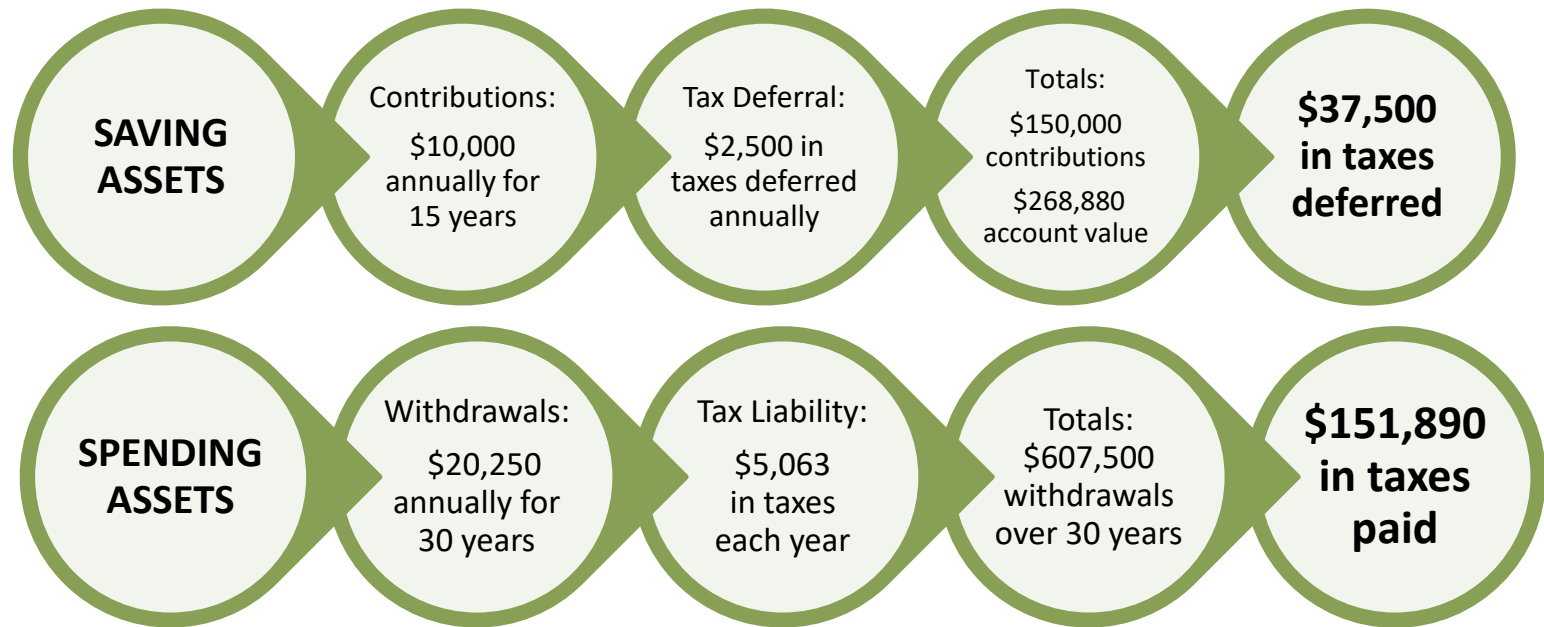 SAVING
ASSETS
Contributions:
$10,000
annually for
15 years
Tax Deferral:
$2,500 in
taxes deferred
annually
Totals:
$150,000
contributions
$268,880
account value
$37,500
in taxes
deferred
SPENDING
ASSETS
Withdrawals:
$20,250
annually for
30 years
Tax Liability:
$5,063
in taxes
each year
Totals:
$607,500
withdrawals
over 30 years
$151,890
in taxes
paid